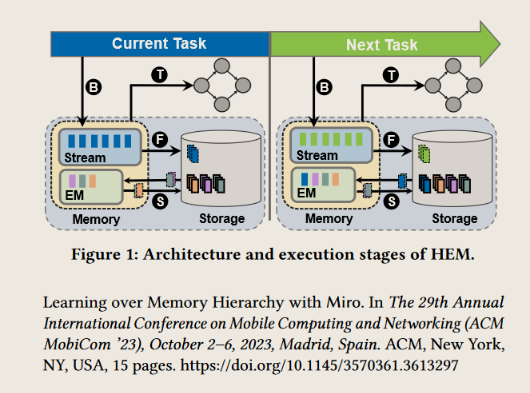 Current Task
Next Task
B
T
B
T
Stream
F
EM
S
Memory
Storage
Stream
F
EM
S
Memory
Storage
Figure 1: Architecture and execution stages of HEM.
Learning over Memory Hierarchy with Miro. In The 29th Annual
International Conference on Mobile Computing and Networking (ACM
MobiCom ’23), October 2–6, 2023, Madrid, Spain. ACM, New York,
NY, USA, 15 pages. https://doi.org/10.1145/3570361.3613297